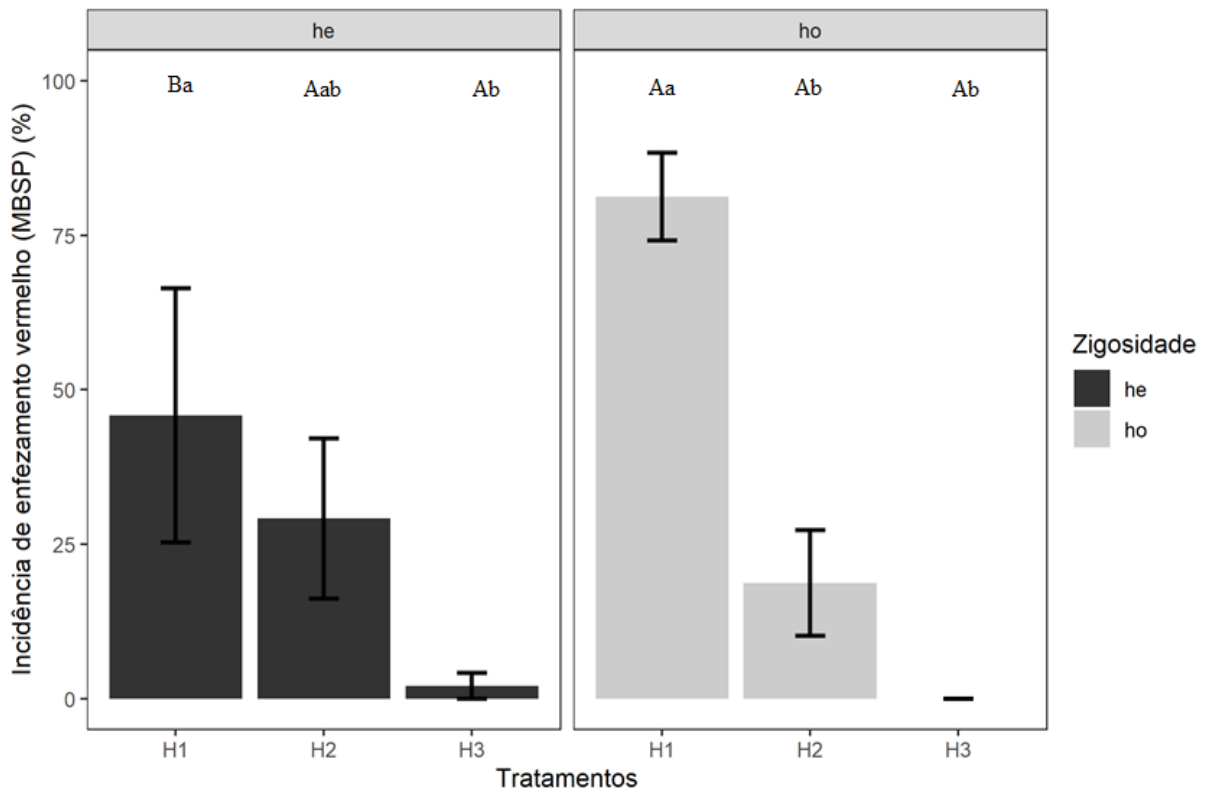 he
ho
Incidência de enfezamento vermelho (MBSP) (%)
100
75
50
25
0
Ba
Aab
Ab
Aa
Ab
Ab
H1
H2
H3
H1
H2
H3
Tratamentos
Zigosidade
he
ho